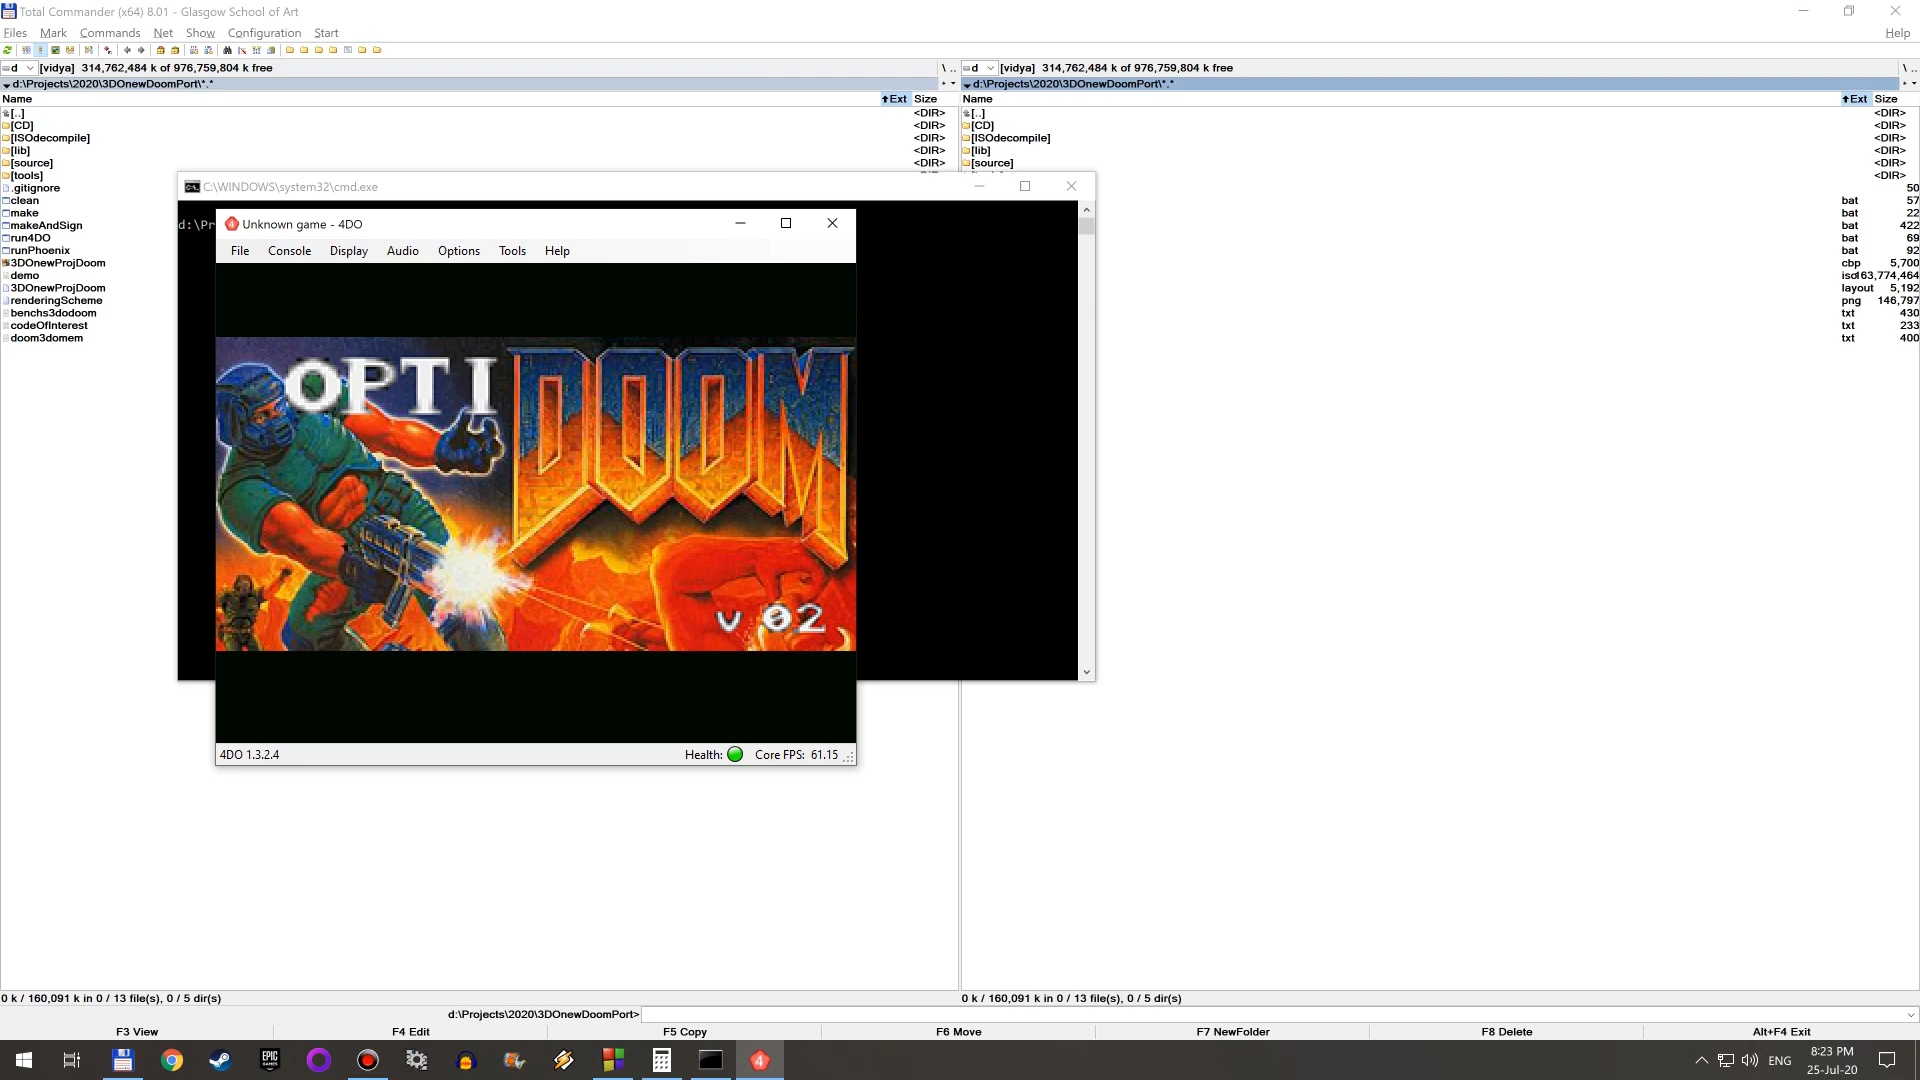 Total Commander (x64) 8.01 - Glasgow School of Art
Files Mark Commands Net Show Configuration Start Help
d [vidya] 314,762,484 k of 976,759,804 k free \ ..
d [vidya] 314,762,484 k of 976,759,804 k free \ ..
d:\Projects\2020\3DOnewDoomPort\*.*
d:\Projects\2020\3DOnewDoomPort\*.*
Name Ext Size
Name Ext Size
[..] <DIR>
[CD] <DIR>
[ISOdecompile] <DIR>
[lib] <DIR>
[source] <DIR>
[tools]
.gitignore
clean
make
makeAndSign
run4DO
runPhoenix
3DOnewProjDoom
demo
3DOnewProjDoom
renderingScheme
benchs3dodoom
codeOfInterest
doom3domem
[..] <DIR>
[CD] <DIR>
[ISOdecompile] <DIR>
[lib] <DIR>
[source] <DIR>
<DIR>
50
bat 57
bat 22
bat 422
bat 69
bat 92
cbp 5,700
iso 163,774,464
layout 5,192
png 146,797
txt 430
txt 233
txt 400
C:\WINDOWS\system32\cmd.exe
d:\Pr
Unknown game - 4DO
File Console Display Audio Options Tools Help
OPTI DOOM
v 02
4DO 1.3.2.4 Health: Core FPS: 61.15
0 k / 160,091 k in 0 / 13 file(s), 0 / 5 dir(s)
0 k / 160,091 k in 0 / 13 file(s), 0 / 5 dir(s)
d:\Projects\2020\3DOnewDoomPort>
F3 View F4 Edit F5 Copy F6 Move F7 NewFolder F8 Delete Alt+F4 Exit
EPIC GAMES
4
ENG
8:23 PM
25-Jul-20